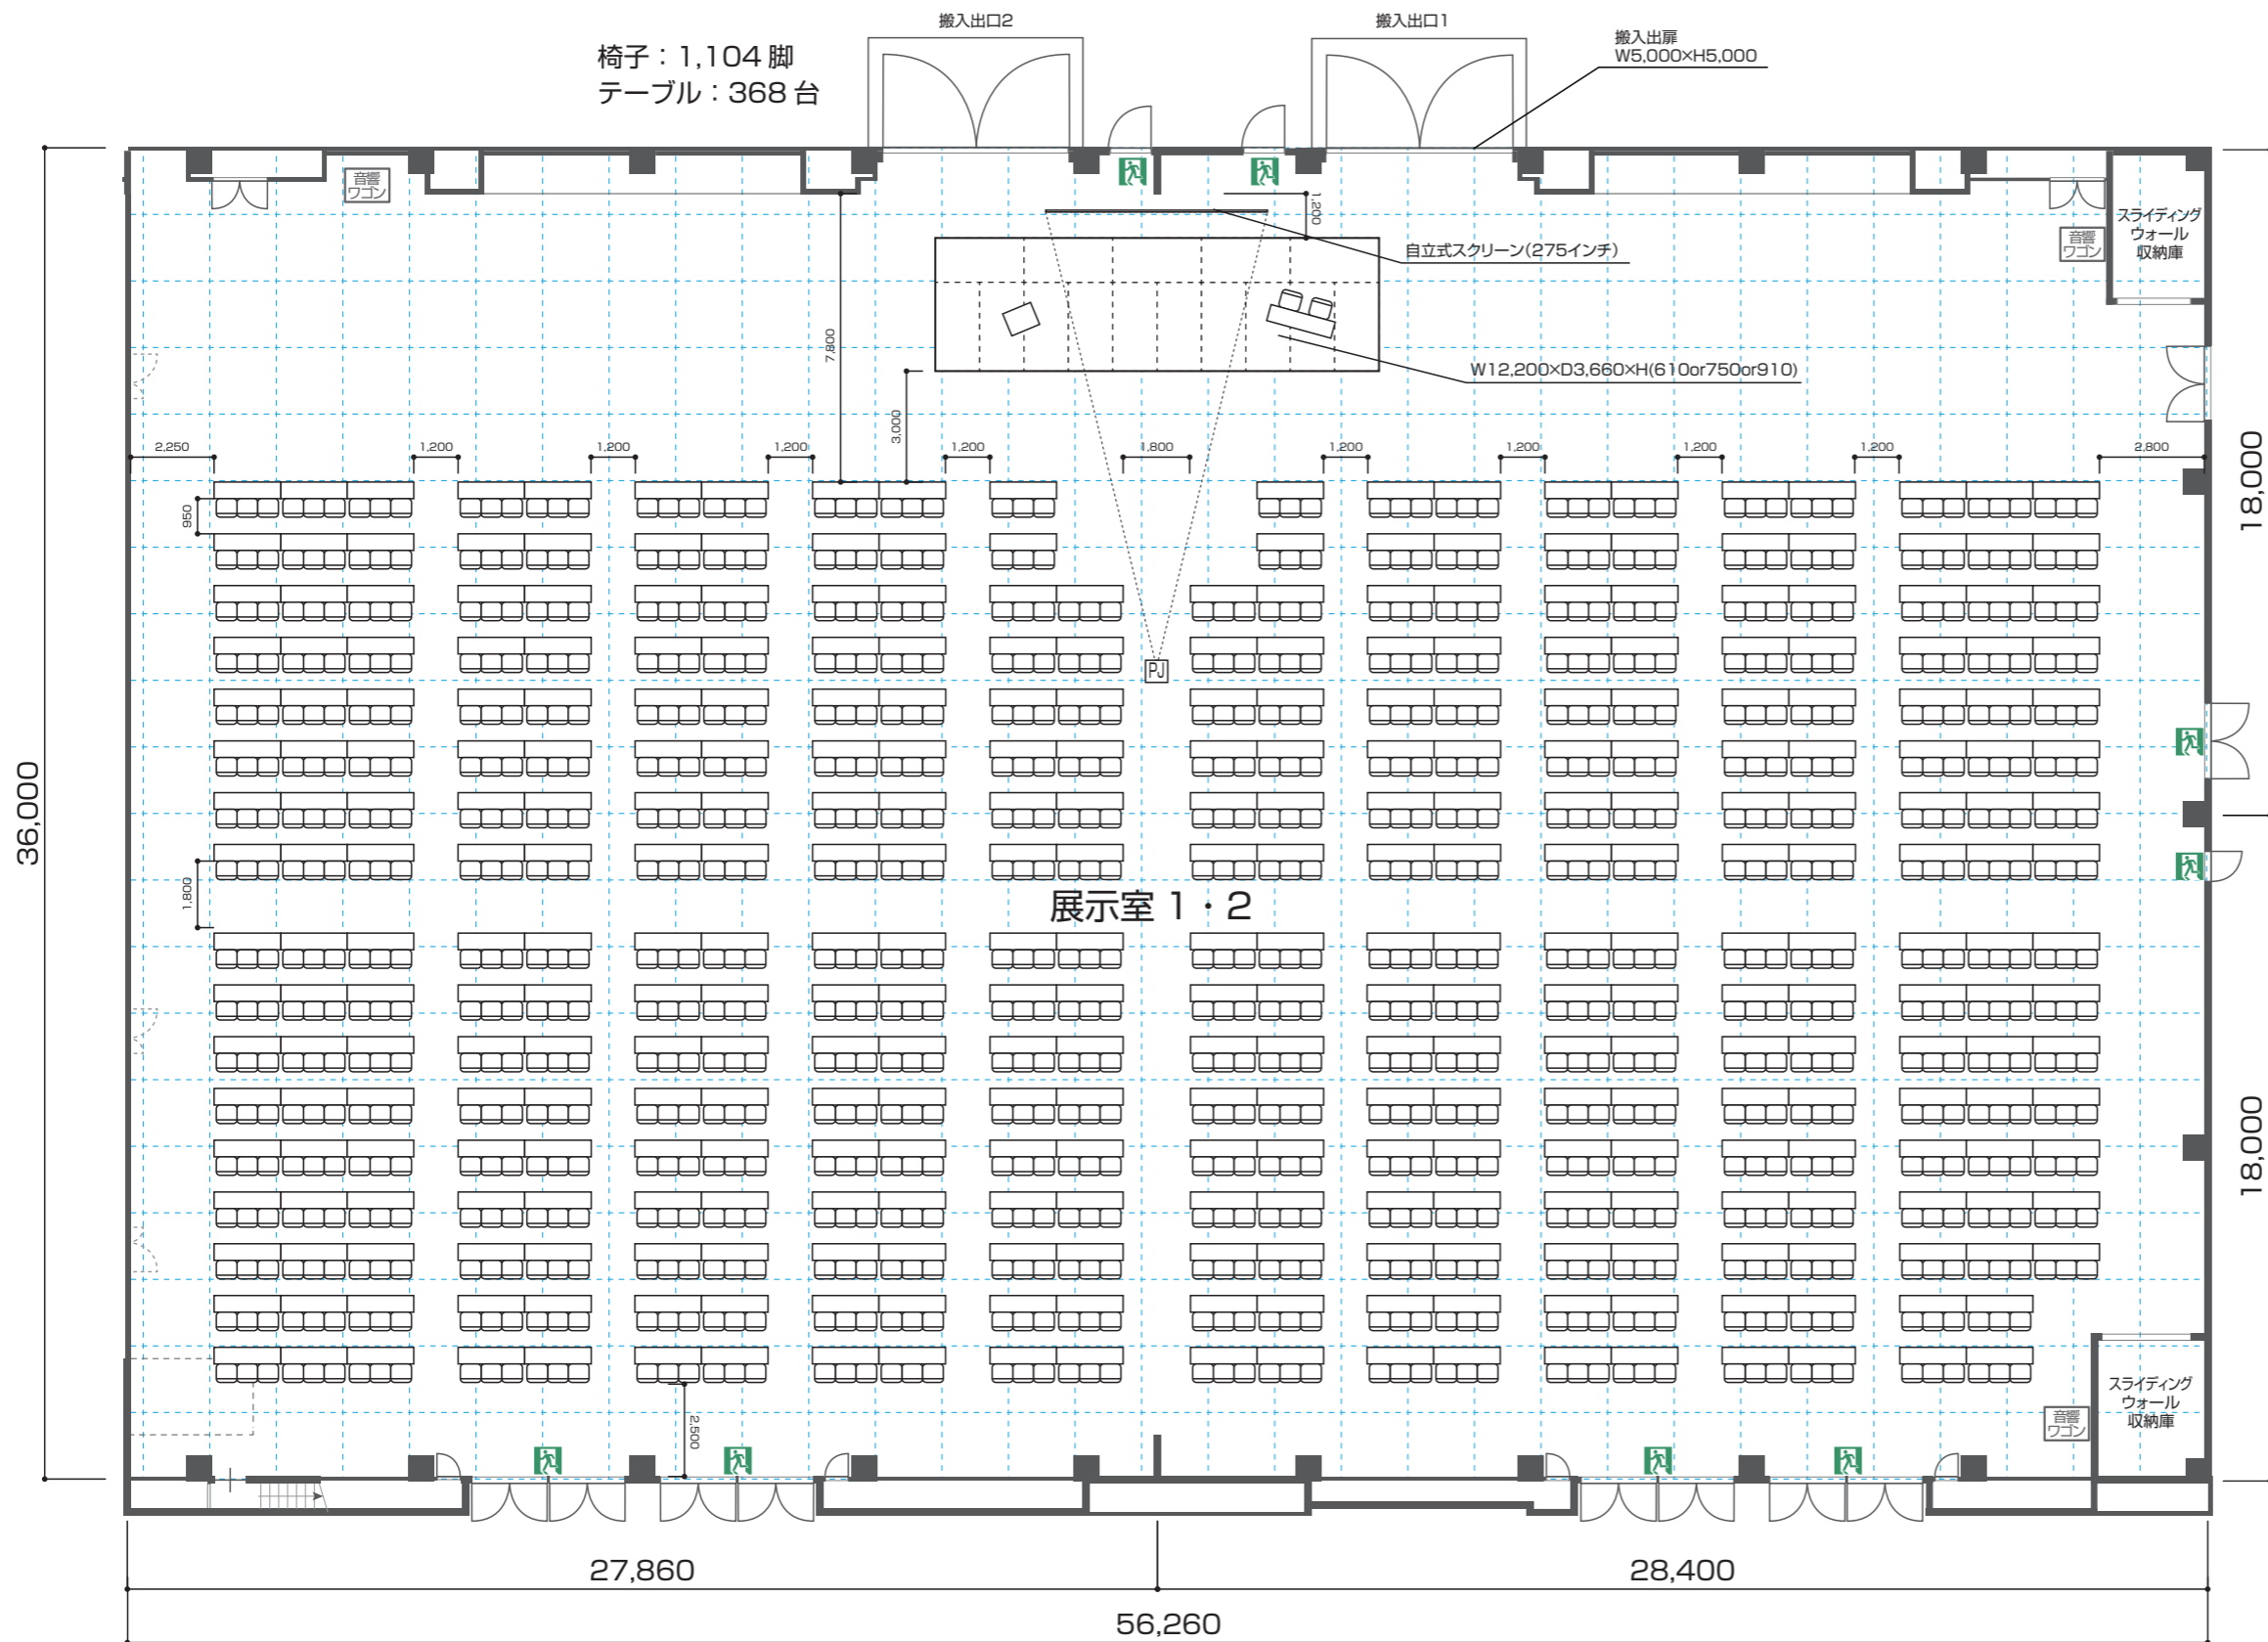 搬入出口2
搬入出口1
椅子：1,104 脚
テーブル：368 台
搬入出扉
W5,000×H5,000
音響
ワゴン
1,200
スライディング
ウォール
収納庫
音響
ワゴン
自立式スクリーン(275インチ)
7,800
W12,200×D3,660×H(610or750or910)
3,000
2,250
1,200
1,200
1,200
1,200
1,800
1,200
1,200
1,200
1,200
2,800
18,000
950
PJ
36,000
1,800
展示室 1・2
18,000
スライディング
ウォール
収納庫
音響
ワゴン
2,500
27,860
28,400
56,260